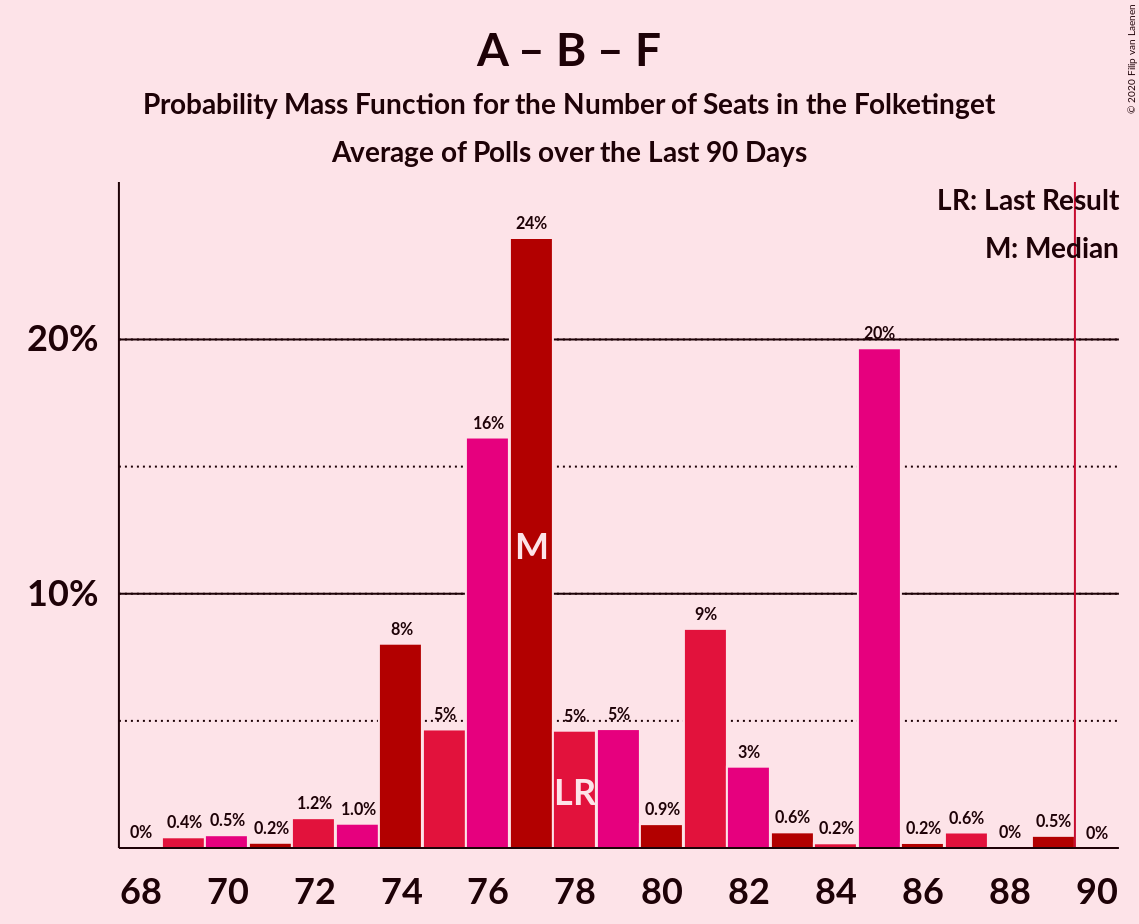 A – B – F
Probability Mass Function for the Number of Seats in the Folketinget
Average of Polls over the Last 90 Days
© 2020 Filip van Laenen
LR: Last Result
M: Median
20%
10%
0% 0.4% 0.5% 0.2% 1.2% 1.0% 8% 5% 16% 24% 5% 5% 0.9% 9% 3% 0.6% 0.2% 20% 0.2% 0.6% 0% 0.5% 0%
M
LR
68 70 72 74 76 78 80 82 84 86 88 90